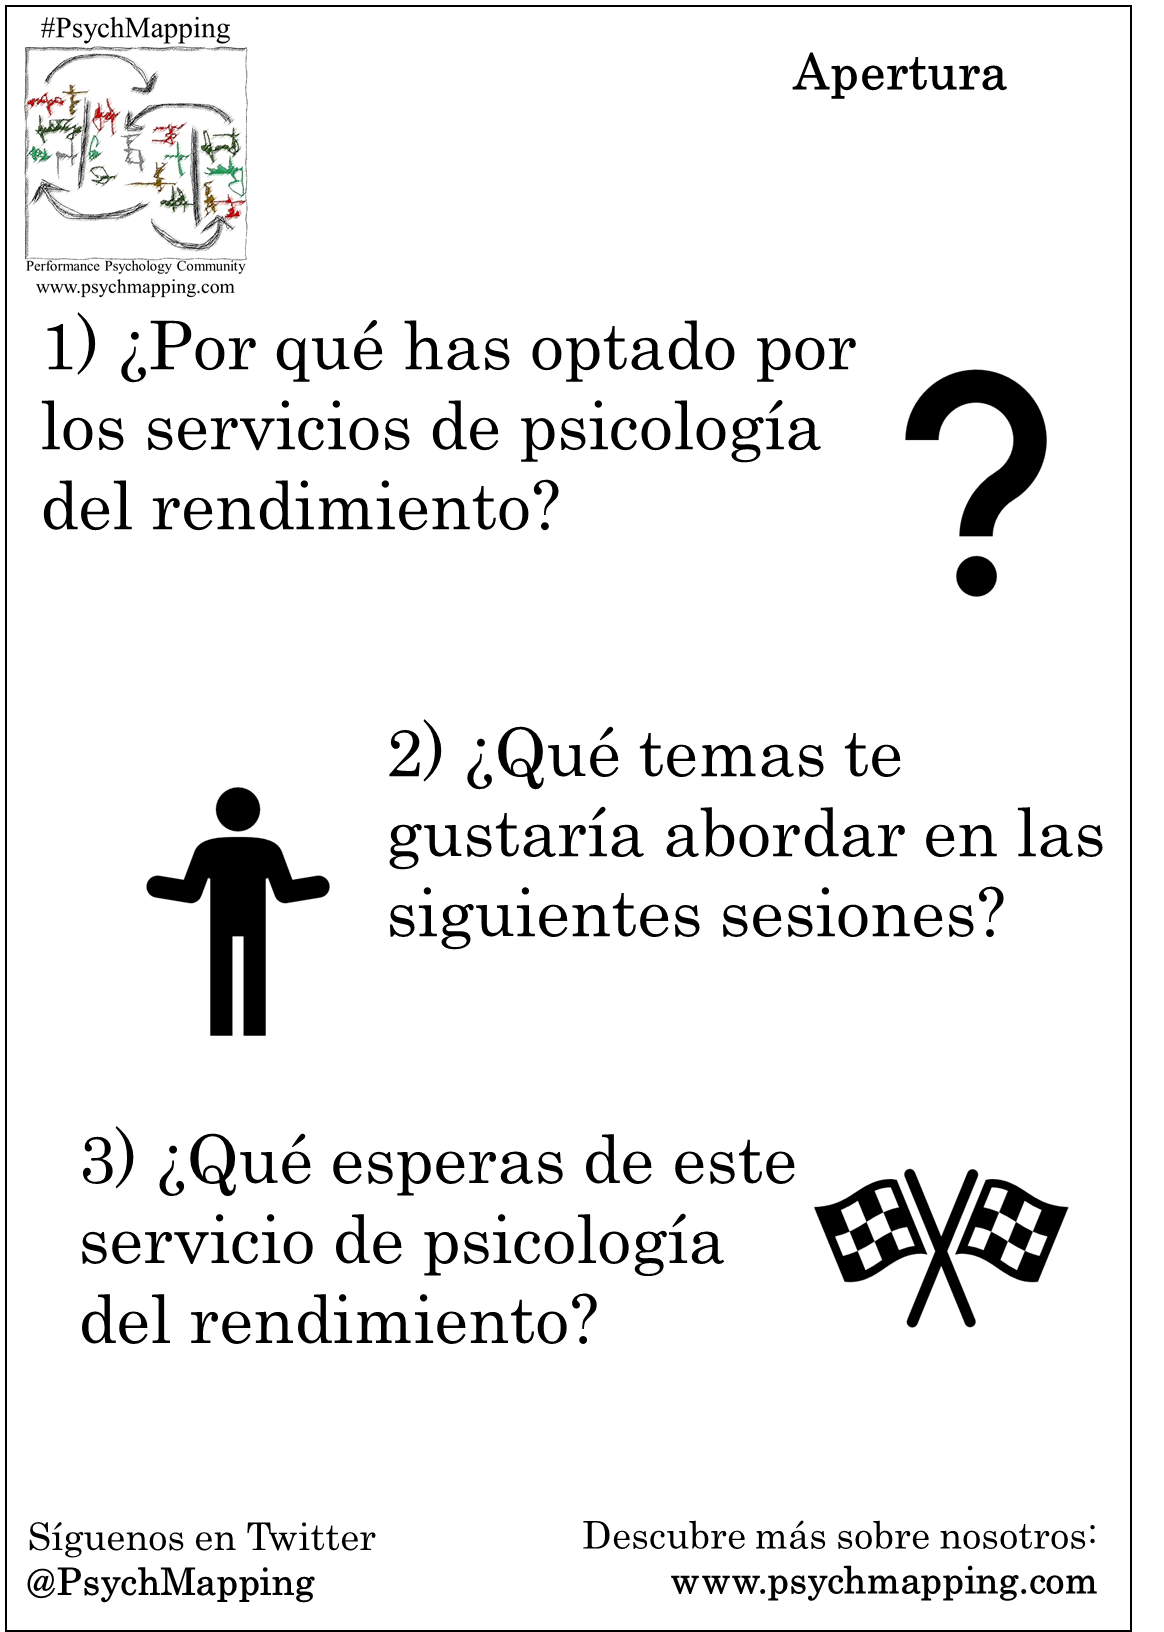 #PsychMapping
Performance Psychology Community
www.psychmapping.com
Apertura
1) ¿Por qué has optado por
los servicios de psicología
del rendimiento?
2) ¿Qué temas te
gustaría abordar en las
siguientes sesiones?
3) ¿Qué esperas de este
servicio de psicología
del rendimiento?
Síguenos en Twitter
@PsychMapping
Descubre más sobre nosotros:
www.psychmapping.com